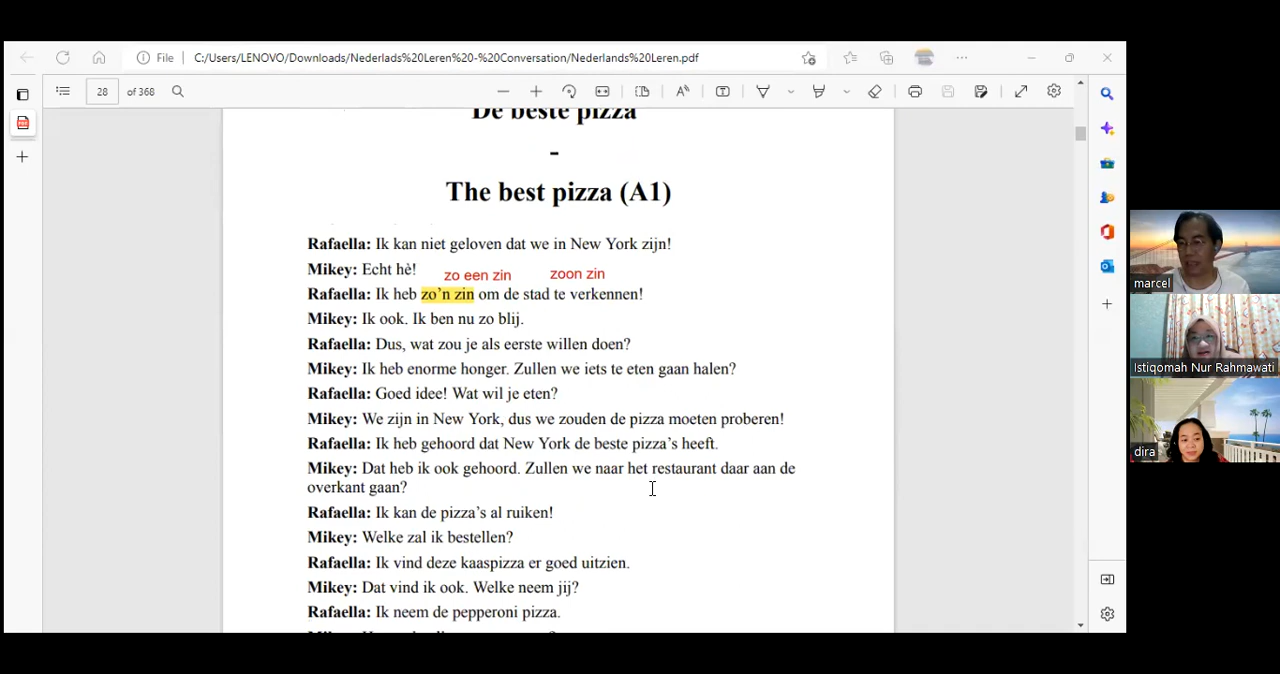 File C:/Users/LENOVO/Downloads/Nederlads%20Leren%20-%20Conversation/Nederlands%20Leren.pdf
28 of 368
De beste pizza
-
The best pizza (A1)
Rafaella: Ik kan niet geloven dat we in New York zijn!
Mikey: Echt hè!
zo een zin zoon zin
Rafaella: Ik heb zo’n zin om de stad te verkennen!
Mikey: Ik ook. Ik ben nu zo blij.
Rafaella: Dus, wat zou je als eerste willen doen?
Mikey: Ik heb enorme honger. Zullen we iets te eten gaan halen?
Rafaella: Goed idee! Wat wil je eten?
Mikey: We zijn in New York, dus we zouden de pizza moeten proberen!
Rafaella: Ik heb gehoord dat New York de beste pizza’s heeft.
Mikey: Dat heb ik ook gehoord. Zullen we naar het restaurant daar aan de
overkant gaan?
Rafaella: Ik kan de pizza’s al ruiken!
Mikey: Welke zal ik bestellen?
Rafaella: Ik vind deze kaaspizza er goed uitzien.
Mikey: Dat vind ik ook. Welke neem jij?
Rafaella: Ik neem de pepperoni pizza.
marcel
Istiqomah Nur Rahmawati
dira